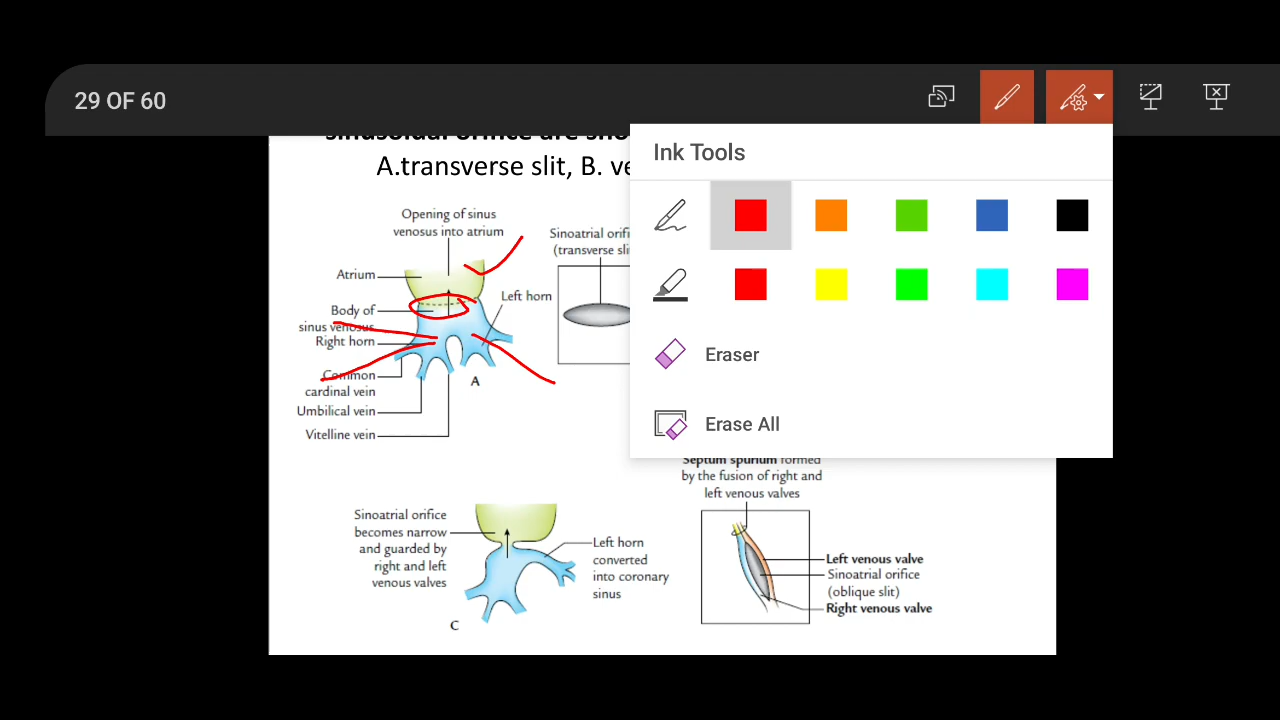 29 OF 60
Ink Tools
Eraser
Erase All
A.transverse slit, B.
Opening of sinus
venosus into atrium
Atrium
Body of
sinus venosus
Right horn
Common
cardinal vein
Umbilical vein
Vitelline vein
Left horn
A
Sinoatrial
(transverse
Sinoatrial orifice
becomes narrow
and guarded by
right and left
venous valves
Left horn
converted
into coronary
sinus
C
Septum spurium formed
by the fusion of right and
left venous valves
Left venous valve
Sinoatrial orifice
(oblique slit)
Right venous valve